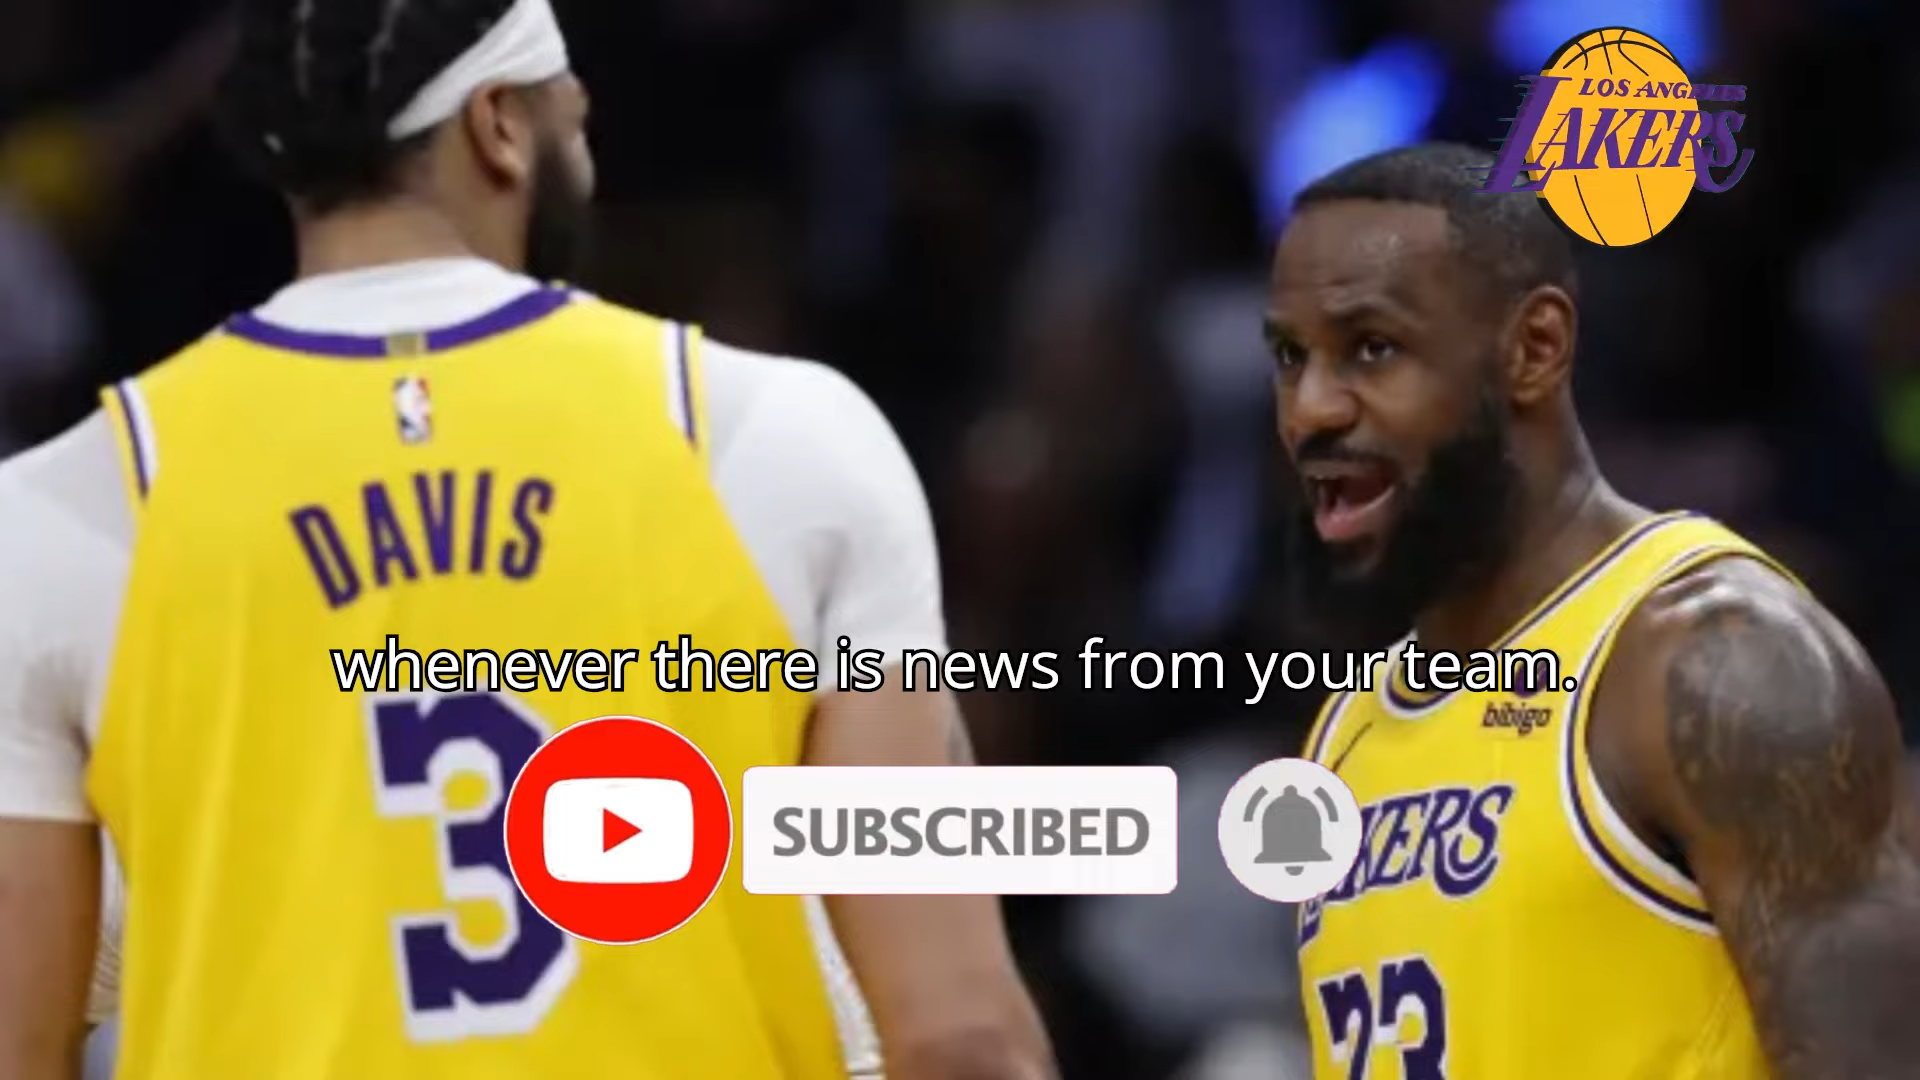 LOS ANGELES
LAKERS
DAVIS
whenever there is news from your team.
bibigo
3
SUBSCRIBED
LAKERS
23